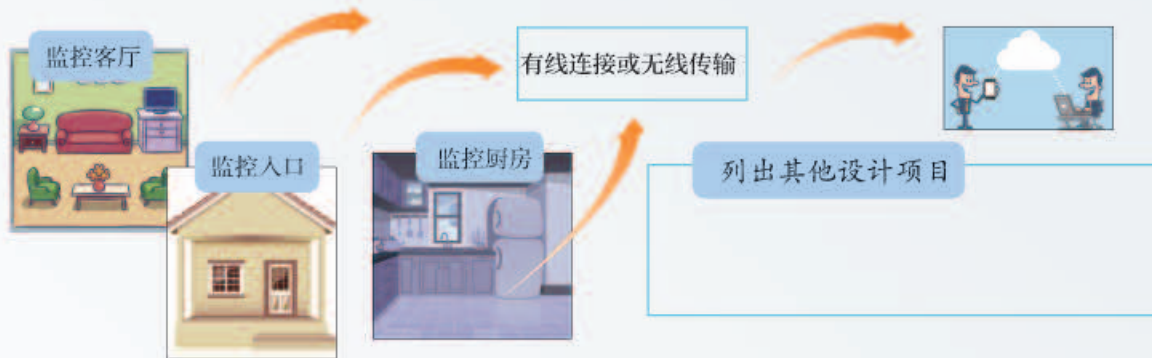 监控客厅
有线连接或无线传输
监控入口
监控厨房
列出其他设计项目